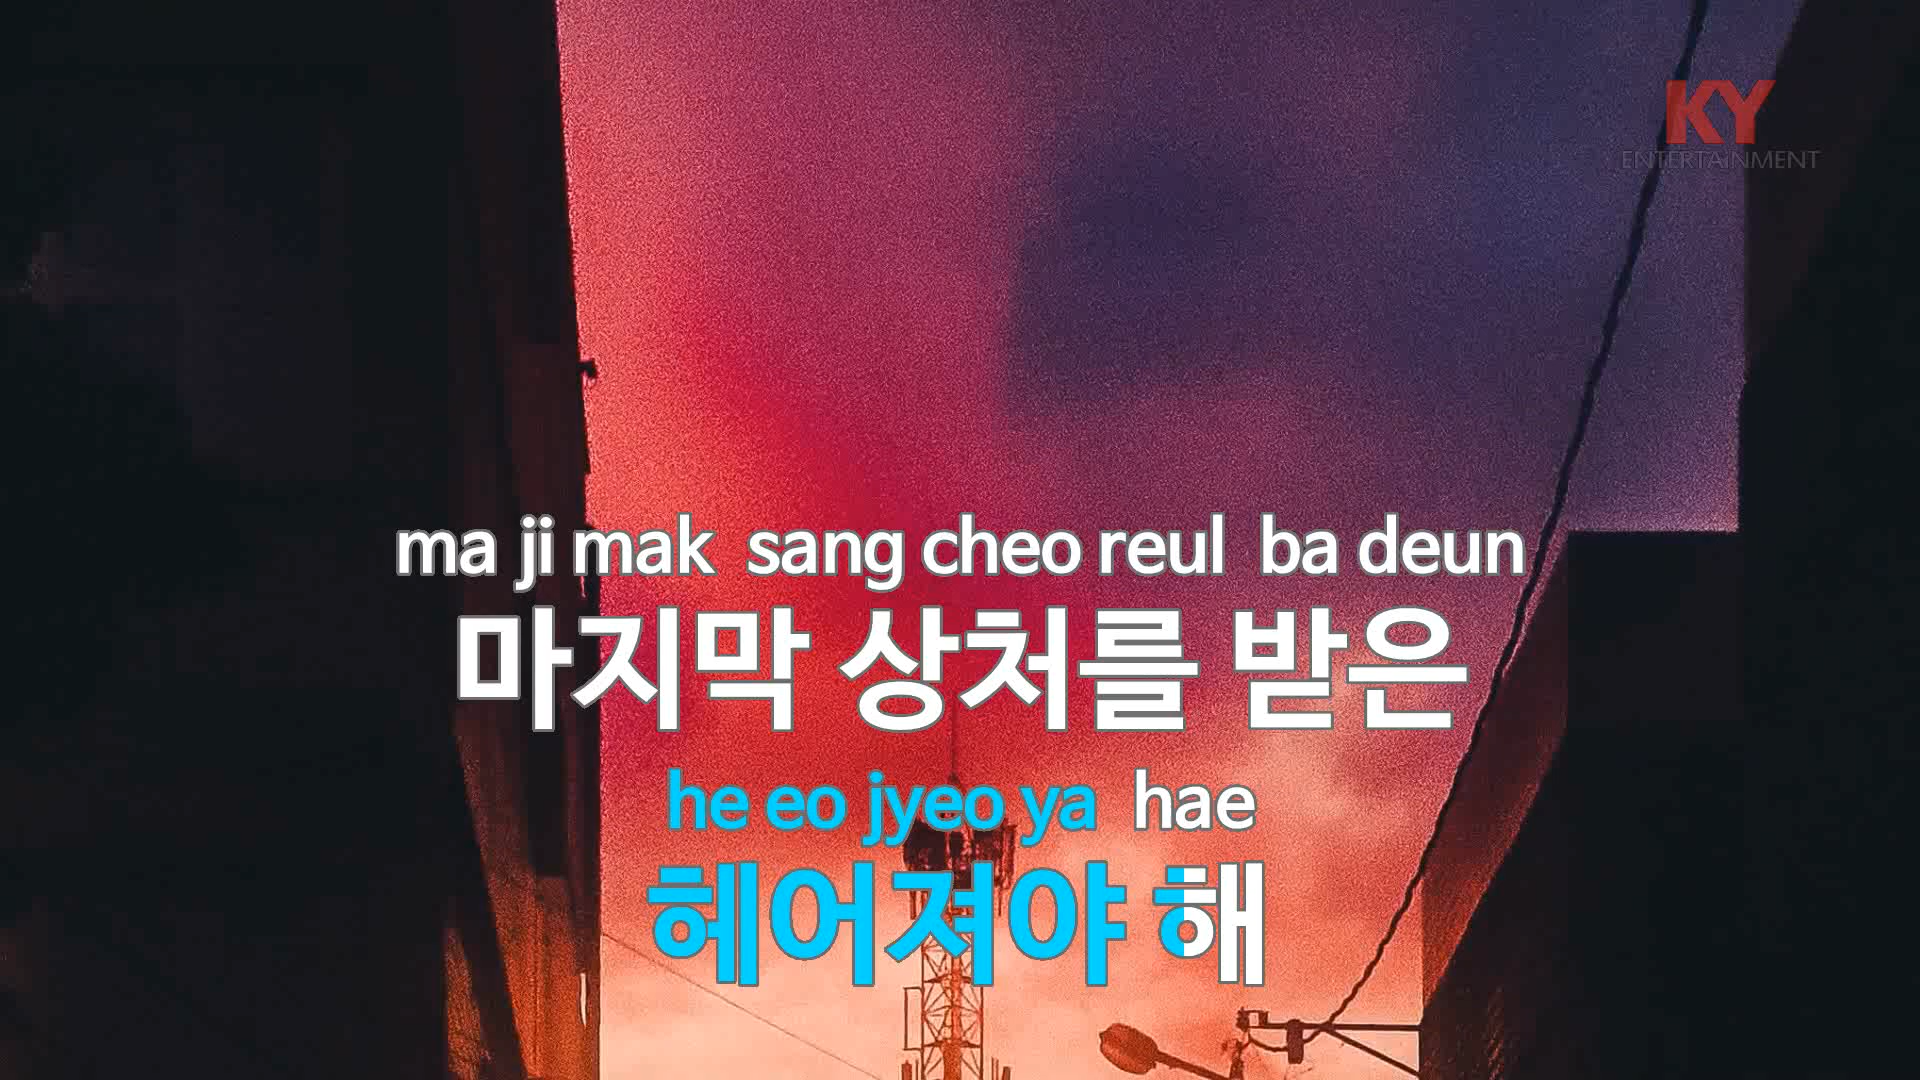 KY
ENTERTAINMENT
ma ji mak sang cheo reul ba deun
마지막 상처를 받은
he eo jyeo ya hae
헤어져야 해